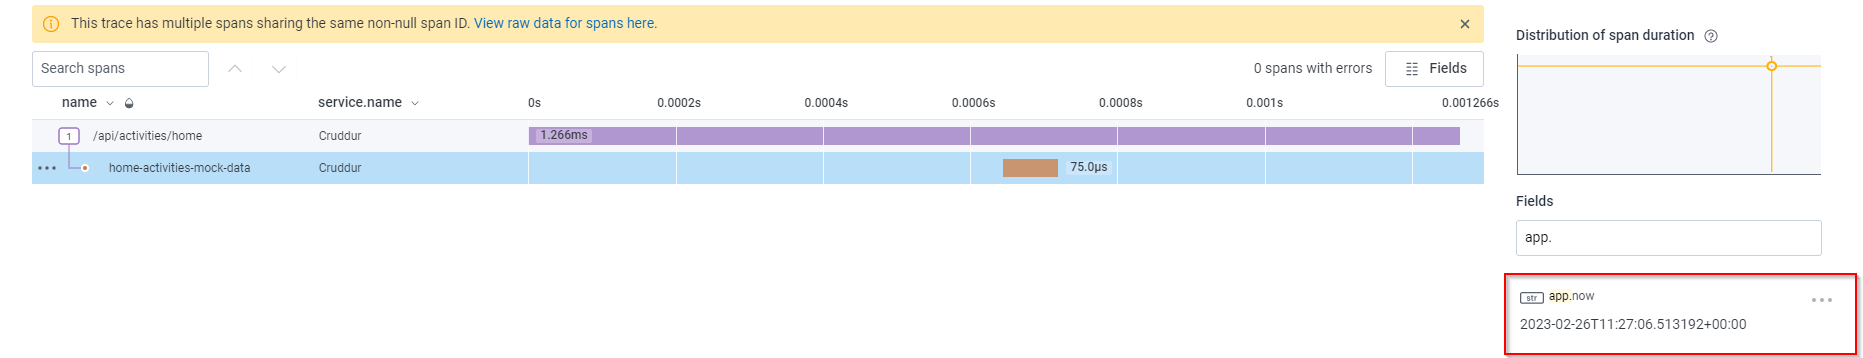 This trace has multiple spans sharing the same non-null span ID. View raw data for spans here.
Search spans
0 spans with errors
Fields
name
service.name
0s
0.0002s
0.0004s
0.0006s
0.0008s
0.001s
0.001266s
1
/api/activities/home
Cruddur
1.266ms
home-activities-mock-data
Cruddur
75.0μs
Distribution of span duration
Fields
app.
str app.now
2023-02-26T11:27:06.513192+00:00